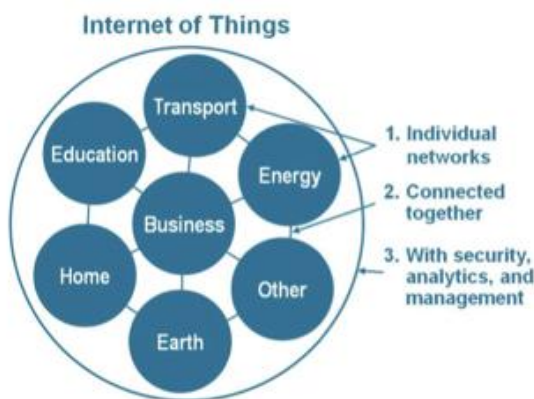 Internet of Things
Transport
Education
Energy
Business
Home
Other
Earth
1. Individual
networks
2. Connected
together
3. With security,
analytics, and
management